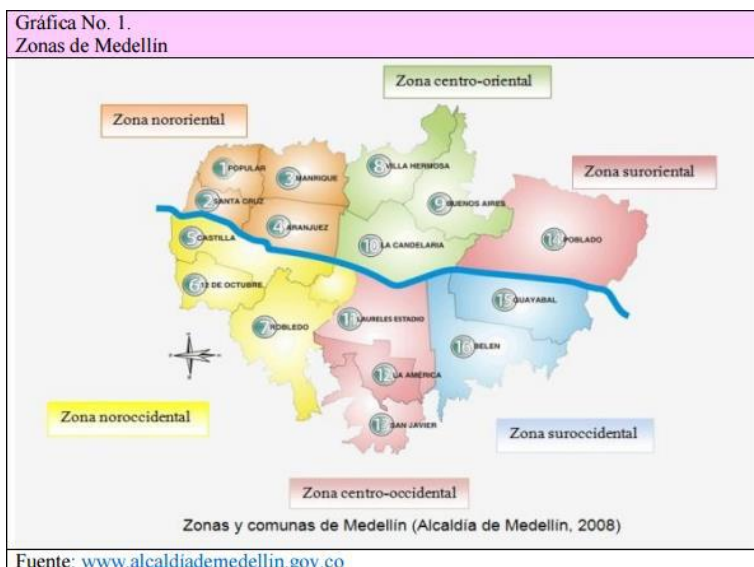 Gráfica No. 1.
Zonas de Medellín
Zona centro-oriental
Zona nororiental
Zona suroriental
1 POPULAR
3 MANRIQUE
8 VILLA HERMOSA
2 SANTA CRUZ
9 BUENOS AIRES
4 ARANJUEZ
5 CASTILLA
10 LA CANDELARIA
14 POBLADO
6 12 DE OCTUBRE
15 GUAYABAL
7 ROBLEDO
11 LAURELES ESTADIO
16 BELEN
12 LA AMÉRICA
13 SAN JAVIER
Zona noroccidental
Zona suroccidental
Zona centro-occidental
Zonas y comunas de Medellín (Alcaldía de Medellín, 2008)
Fuente: www.alcaldíademedellin.gov.co